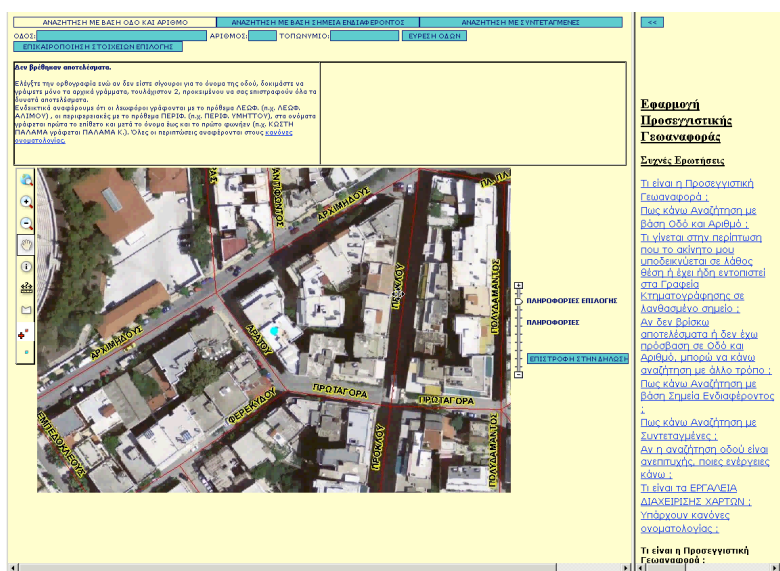 ΑΝΑΖΗΤΗΣΗ ΜΕ ΒΑΣΗ ΟΔΟ ΚΑΙ ΑΡΙΘΜΟ
ΑΝΑΖΗΤΗΣΗ ΜΕ ΒΑΣΗ ΣΗΜΕΙΑ ΕΝΔΙΑΦΕΡΟΝΤΟΣ
ΑΝΑΖΗΤΗΣΗ ΜΕ ΣΥΝΤΕΤΑΓΜΕΝΕΣ
ΟΔΟΣ: ΑΡΙΘΜΟΣ: ΤΟΠΩΝΥΜΙΟ: ΕΥΡΕΣΗ ΟΔΩΝ
ΕΠΙΚΑΙΡΟΠΟΙΗΣΗ ΣΤΟΙΧΕΙΩΝ ΕΠΙΛΟΓΗΣ
Δεν βρέθηκαν αποτελέσματα.
Ελέγξτε την ορθογραφία ενώ αν δεν είστε σίγουροι για το όνομα της οδού, δοκιμάστε να
γράψετε μόνο τα αρχικά γράμματα, τουλάχιστον 2, προκειμένου να σας επιστραφούν όλα τα
δυνατά αποτελέσματα.
Ενδεικτικά αναφέρουμε ότι οι λεωφόροι γράφονται με το πρόθεμα ΛΕΩΦ. (π.χ. ΛΕΩΦ.
ΑΛΙΜΟΥ) , οι περιφερειακές με το πρόθεμα ΠΕΡΙΦ. (π.χ. ΠΕΡΙΦ. ΥΜΗΤΤΟΥ), στα ονόματα
γράφεται πρώτα το επίθετο και μετά το όνομα έως και το πρώτο φωνήεν (π.χ. ΚΩΣΤΗ
ΠΑΛΑΜΑ γράφεται ΠΑΛΑΜΑ Κ.). Όλες οι περιπτώσεις αναφέρονται στους κανόνες
ονοματολογίας.
ΑΡΧΙΜΗΔΟΥΣ
ΑΝΤΙΦΩΝΤΟΣ
ΠΛ. ΠΛ
ΠΡΟΚΛΟΥ
ΠΟΛΥΔΑΜΑΝΤΟΣ
ΑΡΧΙΜΗΔΟΥΣ
ΑΡΑΤΟΥ
ΠΡΩΤΑΓΟΡΑ
ΠΡΩΤΑΓΟΡΑ
ΦΕΡΕΚΥΔΟΥ
ΕΜΠΕΔΟΚΛΕΟΥΣ
ΠΡΟΚΛΟΥ
ΠΟΛΥΔΑΜΑΝΤΟΣ
ΠΛΗΡΟΦΟΡΙΕΣ ΕΠΙΛΟΓΗΣ
ΠΛΗΡΟΦΟΡΙΕΣ
ΕΠΙΣΤΡΟΦΗ ΣΤΗΝ ΔΗΛΩΣΗ
<<
Εφαρμογή
Προσεγγιστικής
Γεωαναφοράς
Συχνές Ερωτήσεις
Τι είναι η Προσεγγιστική
Γεωαναφορά ;
Πως κάνω Αναζήτηση με
βάση Οδό και Αριθμό ;
Τι γίνεται στην περίπτωση
που το ακίνητο μου
υποδεικνύεται σε λάθος
θέση ή έχει ήδη εντοπιστεί
στα Γραφεία
Κτηματογράφησης σε
λανθασμένο σημείο ;
Αν δεν βρίσκω
αποτελέσματα ή δεν έχω
πρόσβαση σε Οδό και
Αριθμό, μπορώ να κάνω
αναζήτηση με άλλο τρόπο ;
Πως κάνω Αναζήτηση με
βάση Σημεία Ενδιαφέροντος
;
Πως κάνω Αναζήτηση με
Συντεταγμένες ;
Αν η αναζήτηση οδού είναι
ανεπιτυχής, ποιες ενέργειες
κάνω ;
Τι είναι τα ΕΡΓΑΛΕΙΑ
ΔΙΑΧΕΙΡΙΣΗΣ ΧΑΡΤΩΝ ;
Υπάρχουν κανόνες
ονοματολογίας ;
Τι είναι η Προσεγγιστική
Γεωαναφορά ;